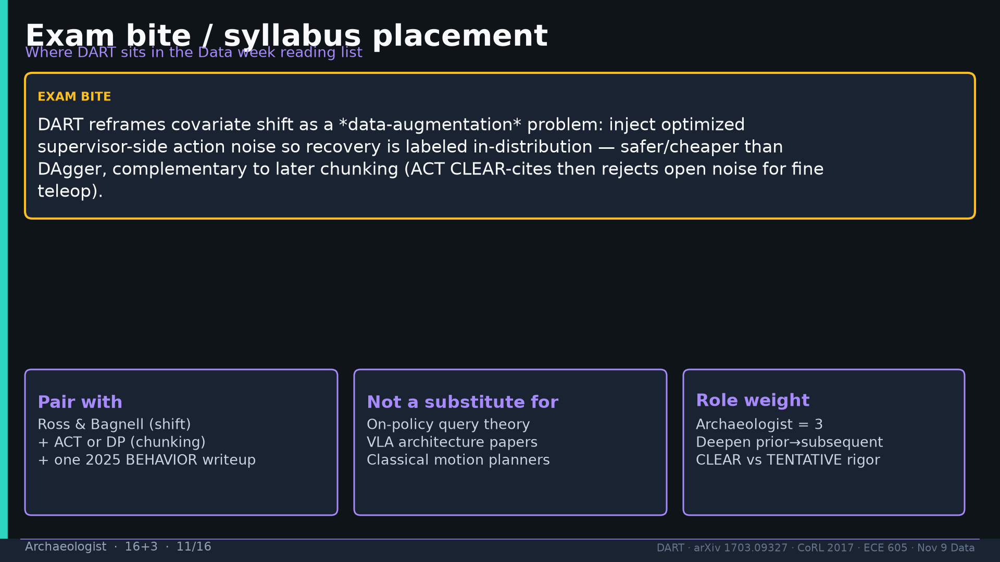 Exam bite / syllabus placement
Where DART sits in the Data week reading list
EXAM BITE
DART reframes covariate shift as a *data-augmentation* problem: inject optimized
supervisor-side action noise so recovery is labeled in-distribution — safer/cheaper than
DAgger, complementary to later chunking (ACT CLEAR-cites then rejects open noise for fine
teleop).
Pair with
Ross & Bagnell (shift)
+ ACT or DP (chunking)
+ one 2025 BEHAVIOR writeup
Not a substitute for
On-policy query theory
VLA architecture papers
Classical motion planners
Role weight
Archaeologist = 3
Deepen prior→subsequent
CLEAR vs TENTATIVE rigor
Archaeologist · 16+3 · 11/16
DART · arXiv 1703.09327 · CoRL 2017 · ECE 605 · Nov 9 Data